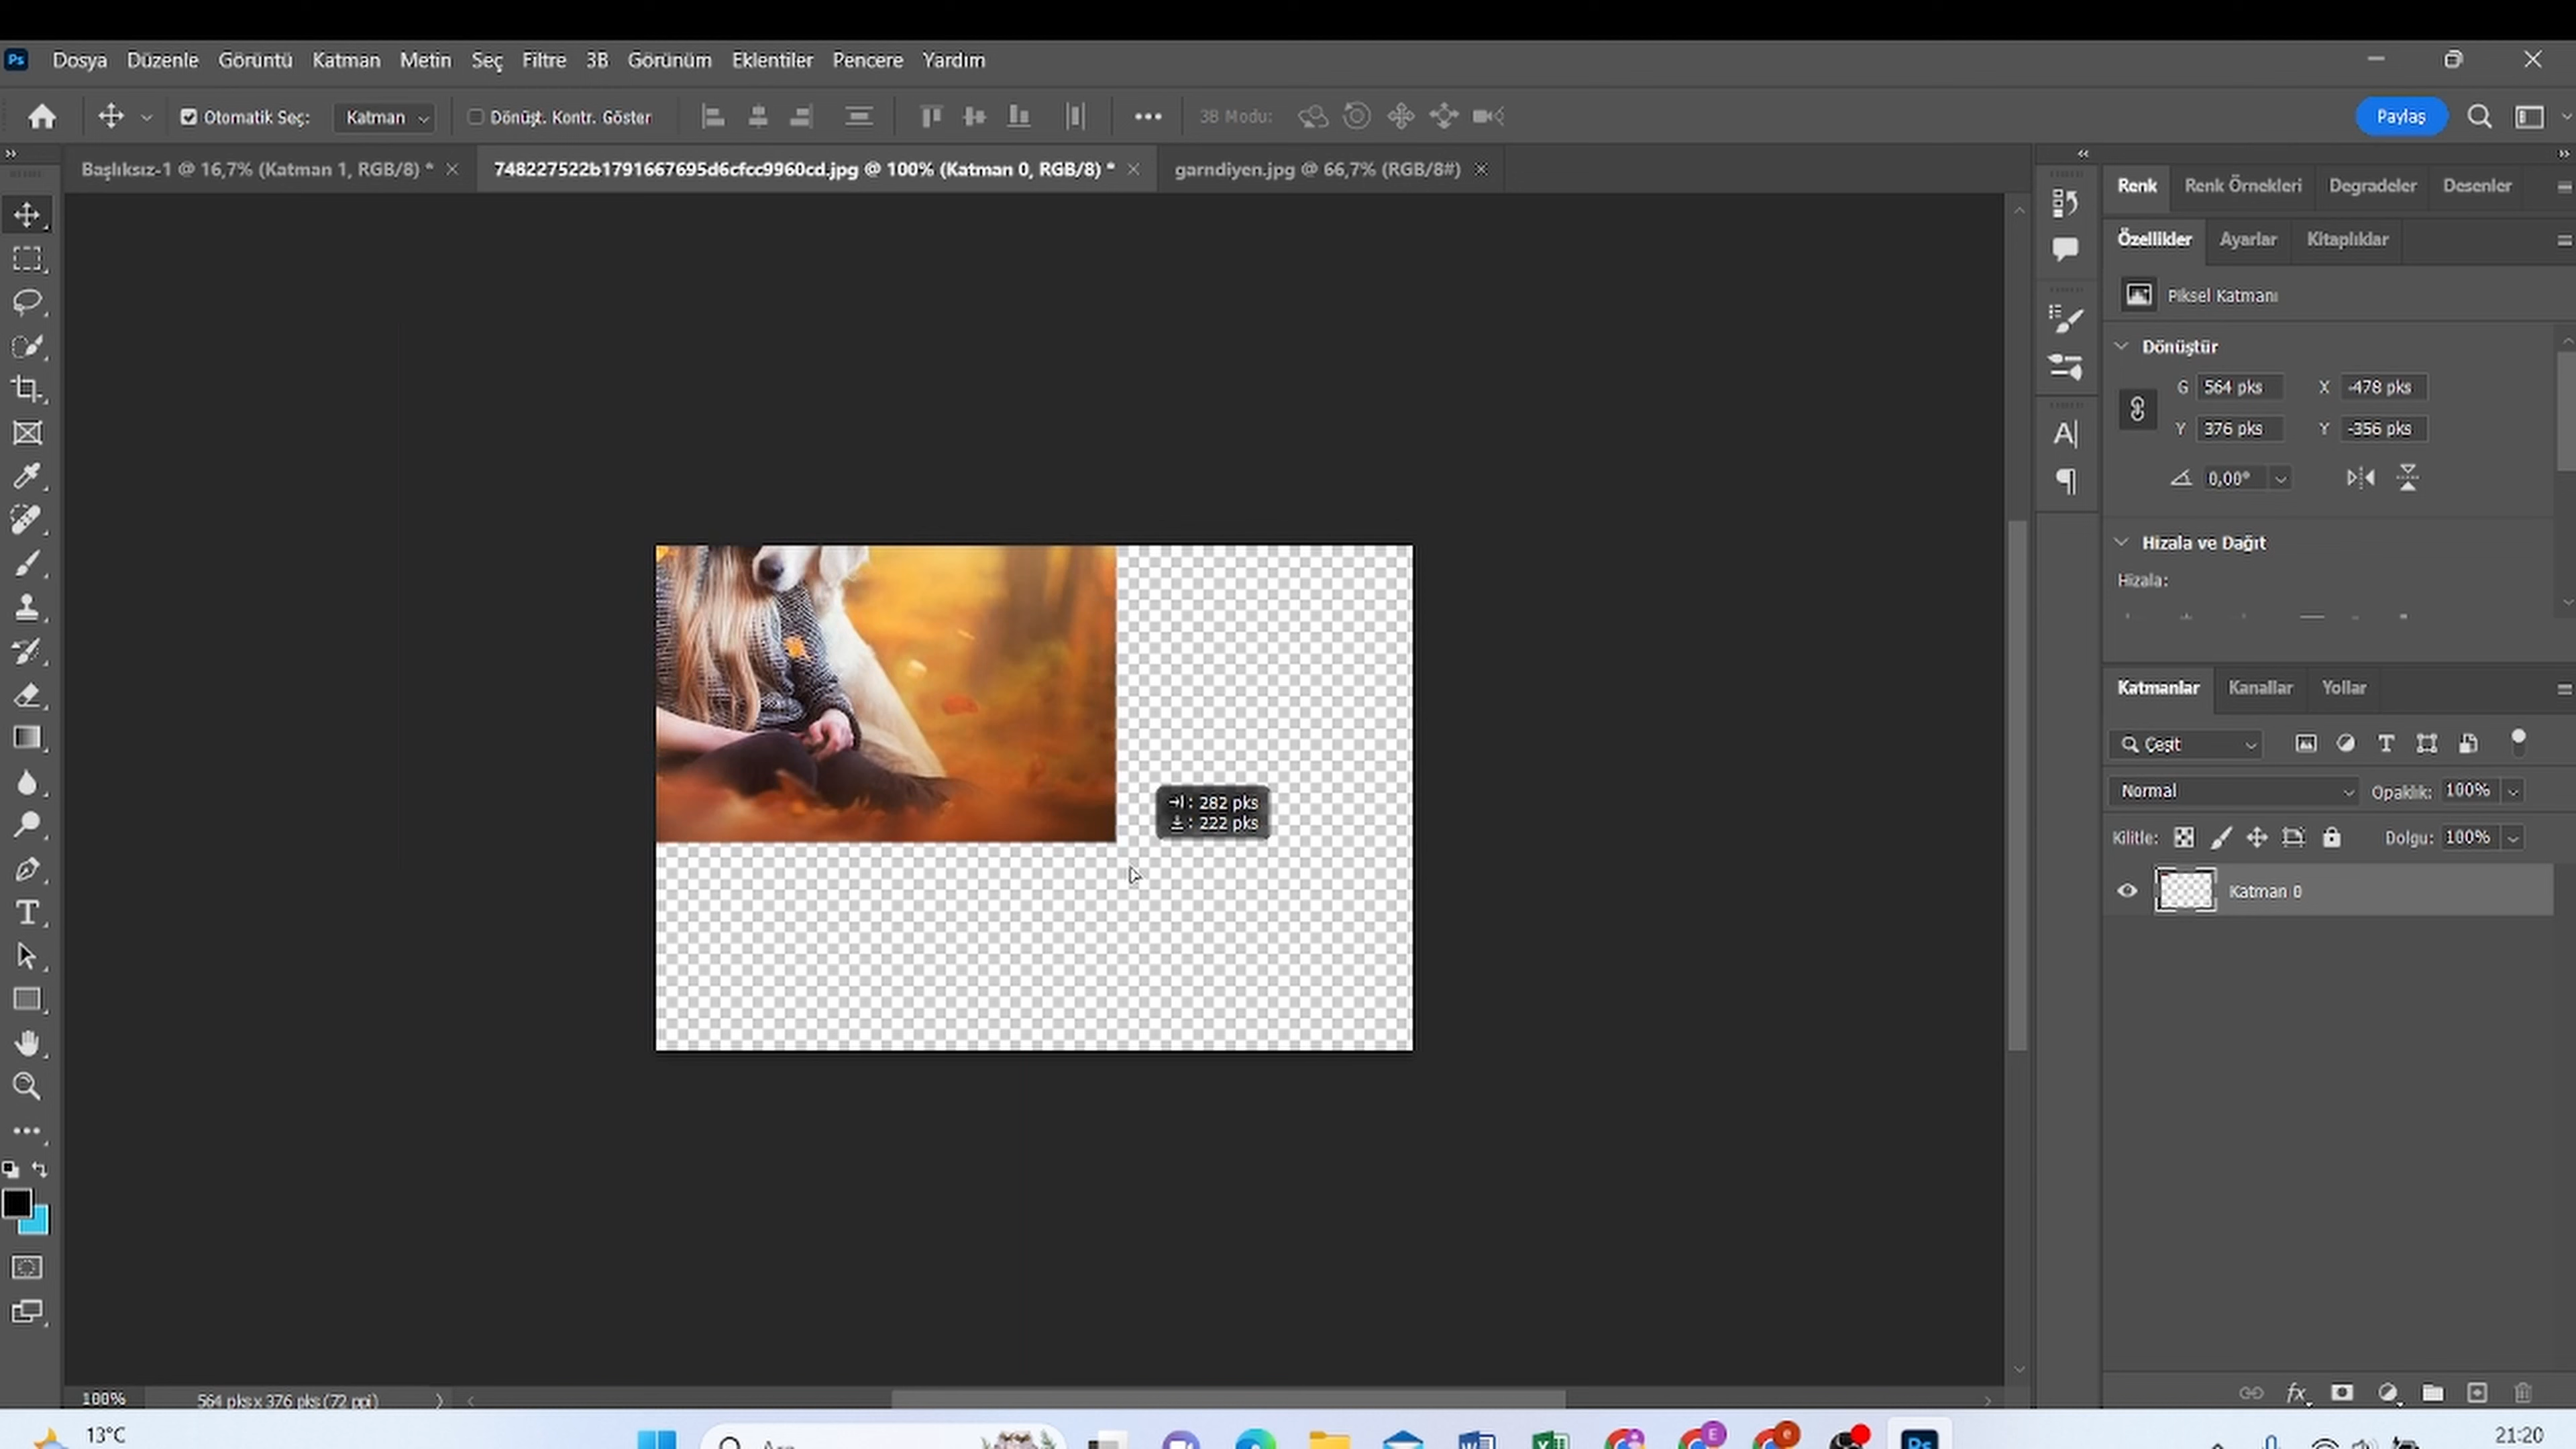 Ps Dosya Düzenle Görüntü Katman Metin Seç Filtre 3B Görünüm Eklentiler Pencere Yardım
Otomatik Seç: Katman Dönüşt. Kontr. Göster 3B Modu: Paylaş
Başlıksız-1 @ 16,7% (Katman 1, RGB/8) * 748227522b1791667695d6cfcc9960cd.jpg @ 100% (Katman 0, RGB/8) * garndiyen.jpg @ 66,7% (RGB/8#)
Renk Renk Örnekleri Degradeler Desenler
Özellikler Ayarlar Kitaplıklar
Piksel Katmanı
Dönüştür
G 564 pks X -478 pks
Y 376 pks Y -356 pks
0,00°
Hizala ve Dağıt
Hizala:
Katmanlar Kanallar Yollar
Çeşit
Normal Opaklık: 100%
Kilitle: Dolgu: 100%
Katman 0
: 282 pks
: 222 pks
100% 564 pks x 376 pks (72 ppi)
13°C
E
e
Ps
21:20